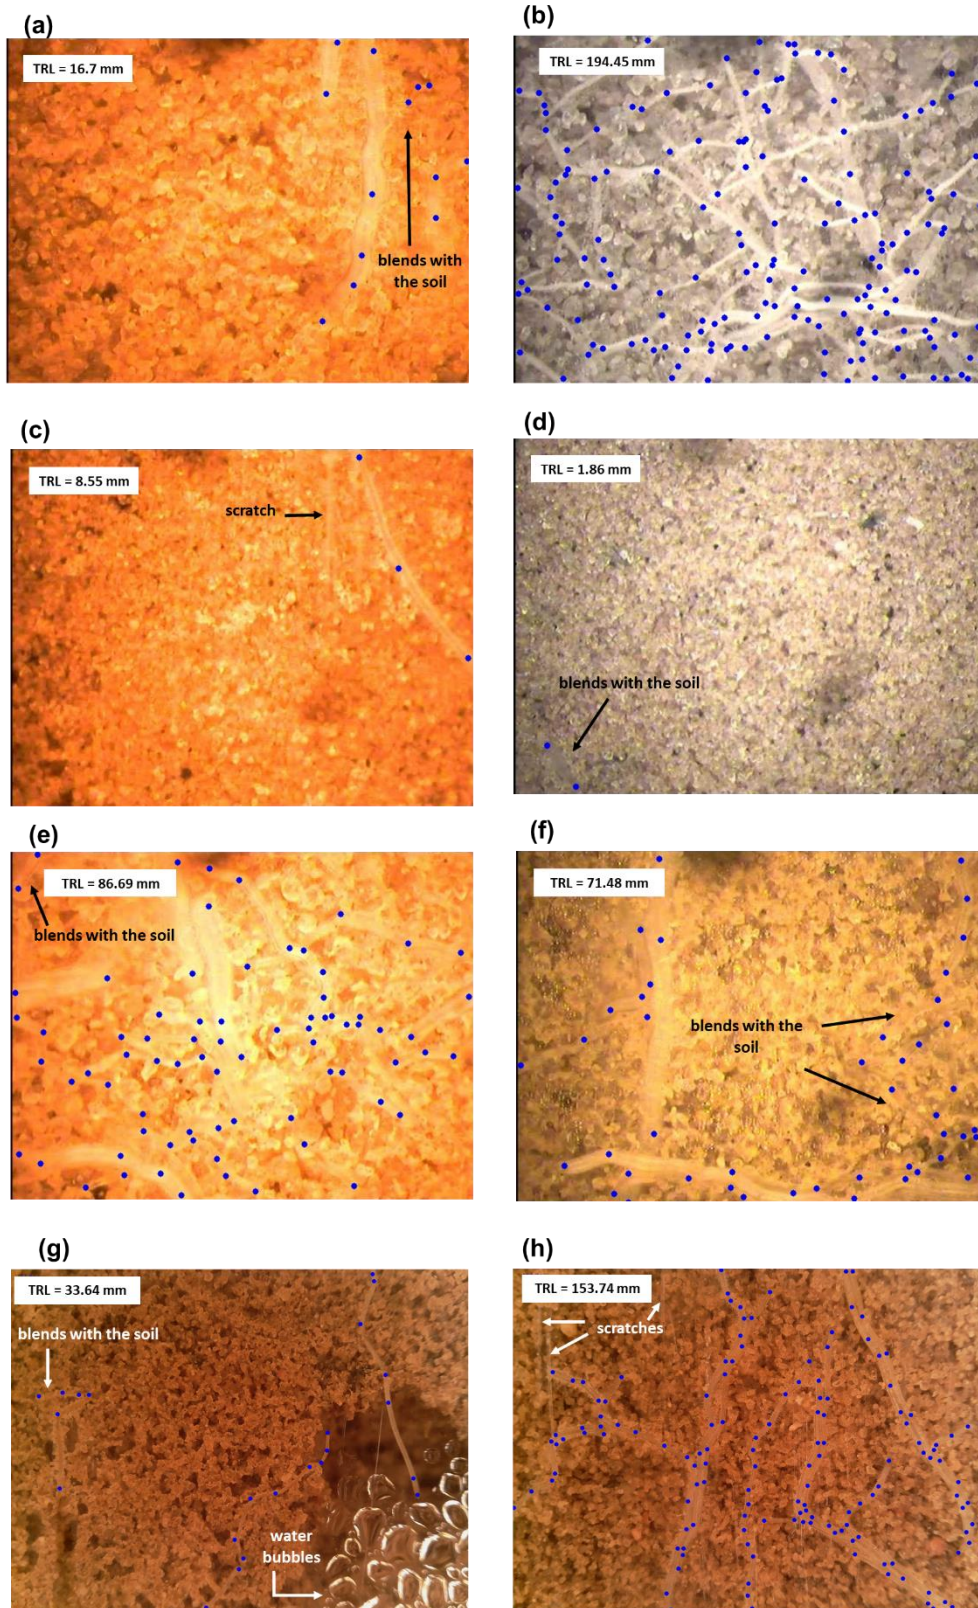 (a)
TRL = 16.7 mm
blends with
the soil
(b)
TRL = 194.45 mm
(c)
TRL = 8.55 mm
scratch
(d)
TRL = 1.86 mm
blends with the soil
(e)
TRL = 86.69 mm
blends with the soil
(f)
TRL = 71.48 mm
blends with the
soil
(g)
TRL = 33.64 mm
blends with the soil
water
bubbles
(h)
TRL = 153.74 mm
scratches